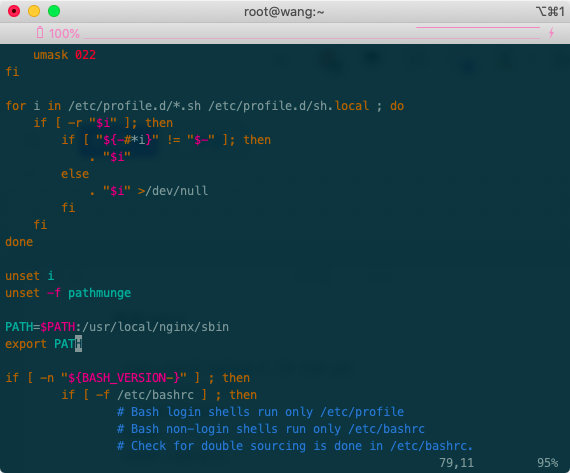 root@wang:~
⌥⌘1
100%
    umask 022
fi

for i in /etc/profile.d/*.sh /etc/profile.d/sh.local ; do
    if [ -r "$i" ]; then
        if [ "${-#*i}" != "$-" ]; then
            . "$i"
        else
            . "$i" >/dev/null
        fi
    fi
done

unset i
unset -f pathmunge

PATH=$PATH:/usr/local/nginx/sbin
export PATH

if [ -n "${BASH_VERSION-}" ] ; then
        if [ -f /etc/bashrc ] ; then
                # Bash login shells run only /etc/profile
                # Bash non-login shells run only /etc/bashrc
                # Check for double sourcing is done in /etc/bashrc.
79,11 95%